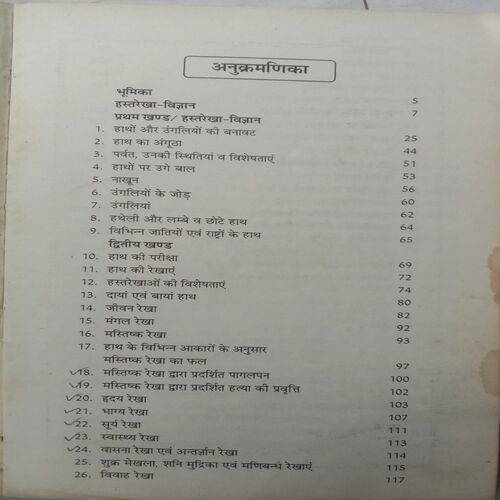 अनुक्रमणिका
भूमिका 5
हस्तरेखा-विज्ञान 7
प्रथम खण्ड/ हस्तरेखा-विज्ञान
1. हाथों और उंगलियों की बनावट 25
2. हाथ का अंगूठा 44
3. पर्वत, उनकी स्थितियां व विशेषताएं 51
4. हाथों पर उगे बाल 53
5. नाखून 56
6. उंगलियों के जोड़ 60
7. उंगलियां 62
8. हथेली और लम्बे व छोटे हाथ 64
9. विभिन्न जातियों एवं राष्ट्रों के हाथ 65
द्वितीय खण्ड
10. हाथ की परीक्षा 69
11. हाथ की रेखाएं 72
12. हस्तरेखाओं की विशेषताएं 74
13. दायां एवं बायां हाथ 80
14. जीवन रेखा 82
15. मंगल रेखा 92
16. मस्तिष्क रेखा 93
17. हाथ के विभिन्न आकारों के अनुसार
मस्तिष्क रेखा का फल 97
18. मस्तिष्क रेखा द्वारा प्रदर्शित पागलपन 100
19. मस्तिष्क रेखा द्वारा प्रदर्शित हत्या की प्रवृत्ति 102
20. हृदय रेखा 103
21. भाग्य रेखा 107
22. सूर्य रेखा 111
23. स्वास्थ्य रेखा 113
24. वासना रेखा एवं अन्तर्ज्ञान रेखा 114
25. शुक्र मेखला, शनि मुद्रिका एवं मणिबन्ध रेखाएं 115
26. विवाह रेखा 117